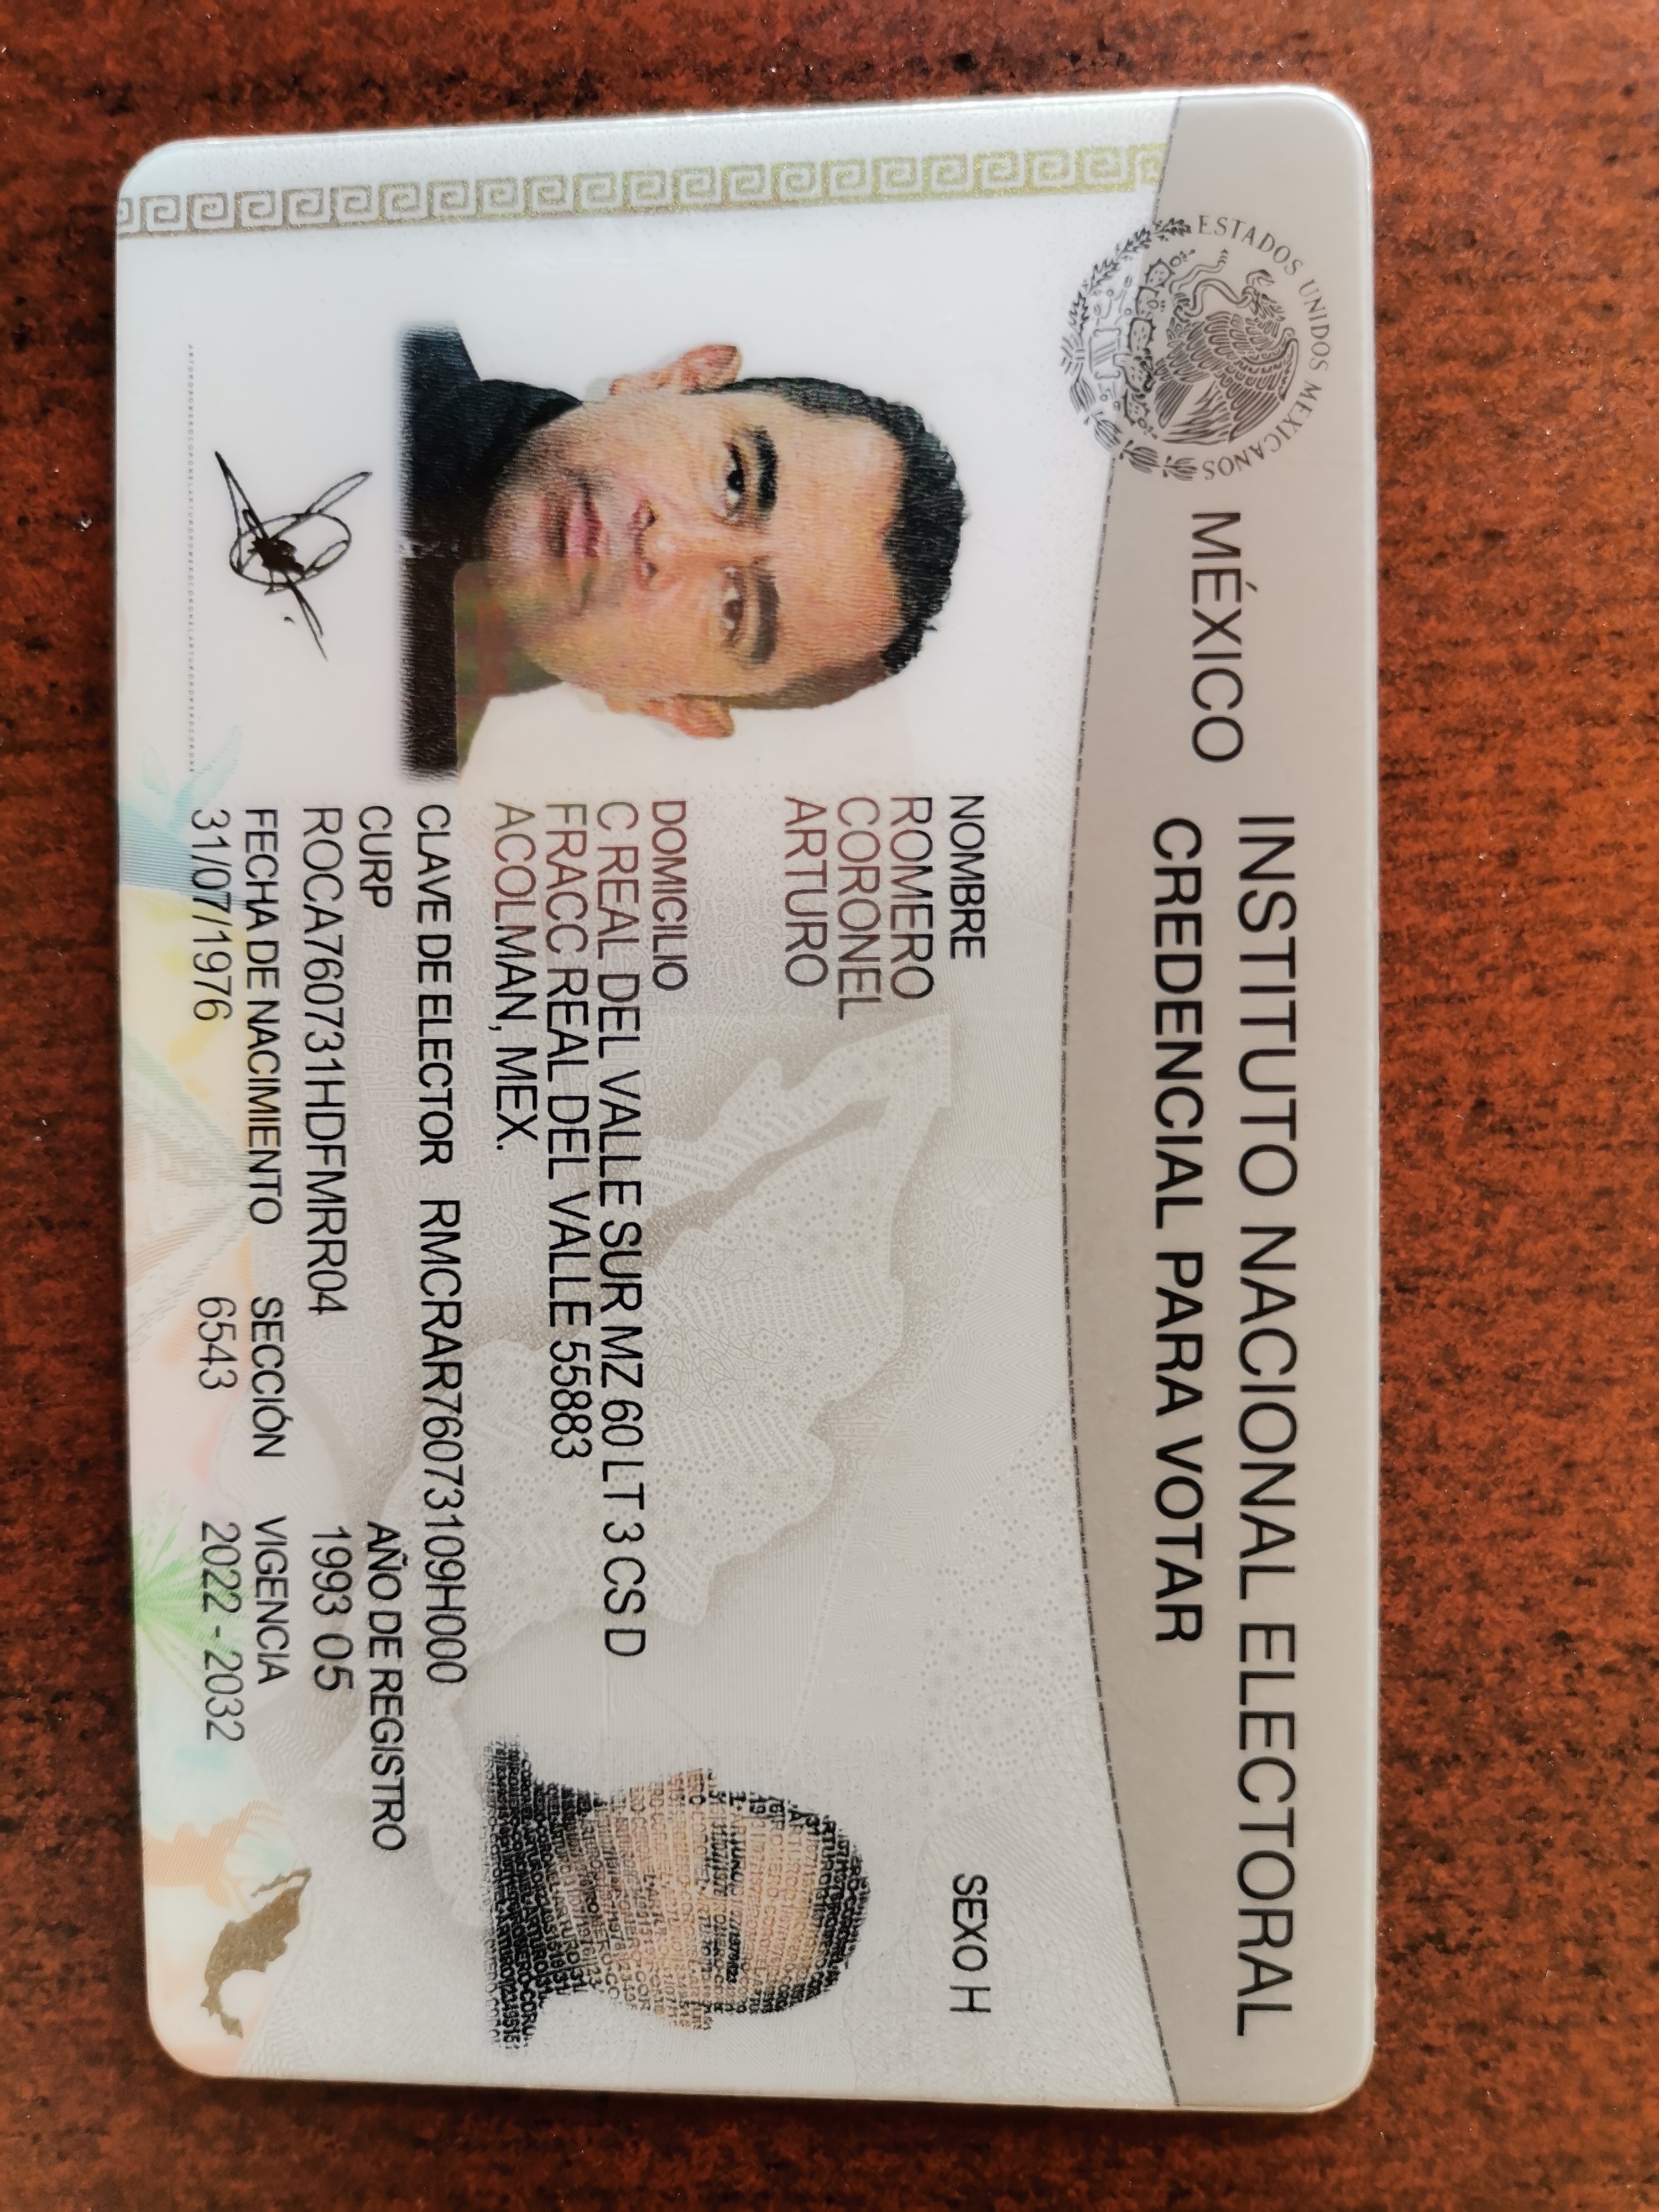 ESTADOS UNIDOS MEXICANOS
MÉXICO
INSTITUTO NACIONAL ELECTORAL
CREDENCIAL PARA VOTAR
NOMBRE
ROMERO
CORONEL
ARTURO
SEXO H
DOMICILIO
C REAL DEL VALLE SUR MZ 60 LT 3 CS D
FRACC REAL DEL VALLE 55883
ACOLMAN, MEX.
CLAVE DE ELECTOR RMCRAR76073109H000
CURP
ROCA760731HDFMRR04
AÑO DE REGISTRO
1993 05
FECHA DE NACIMIENTO
31/07/1976
SECCIÓN
6543
VIGENCIA
2022 - 2032